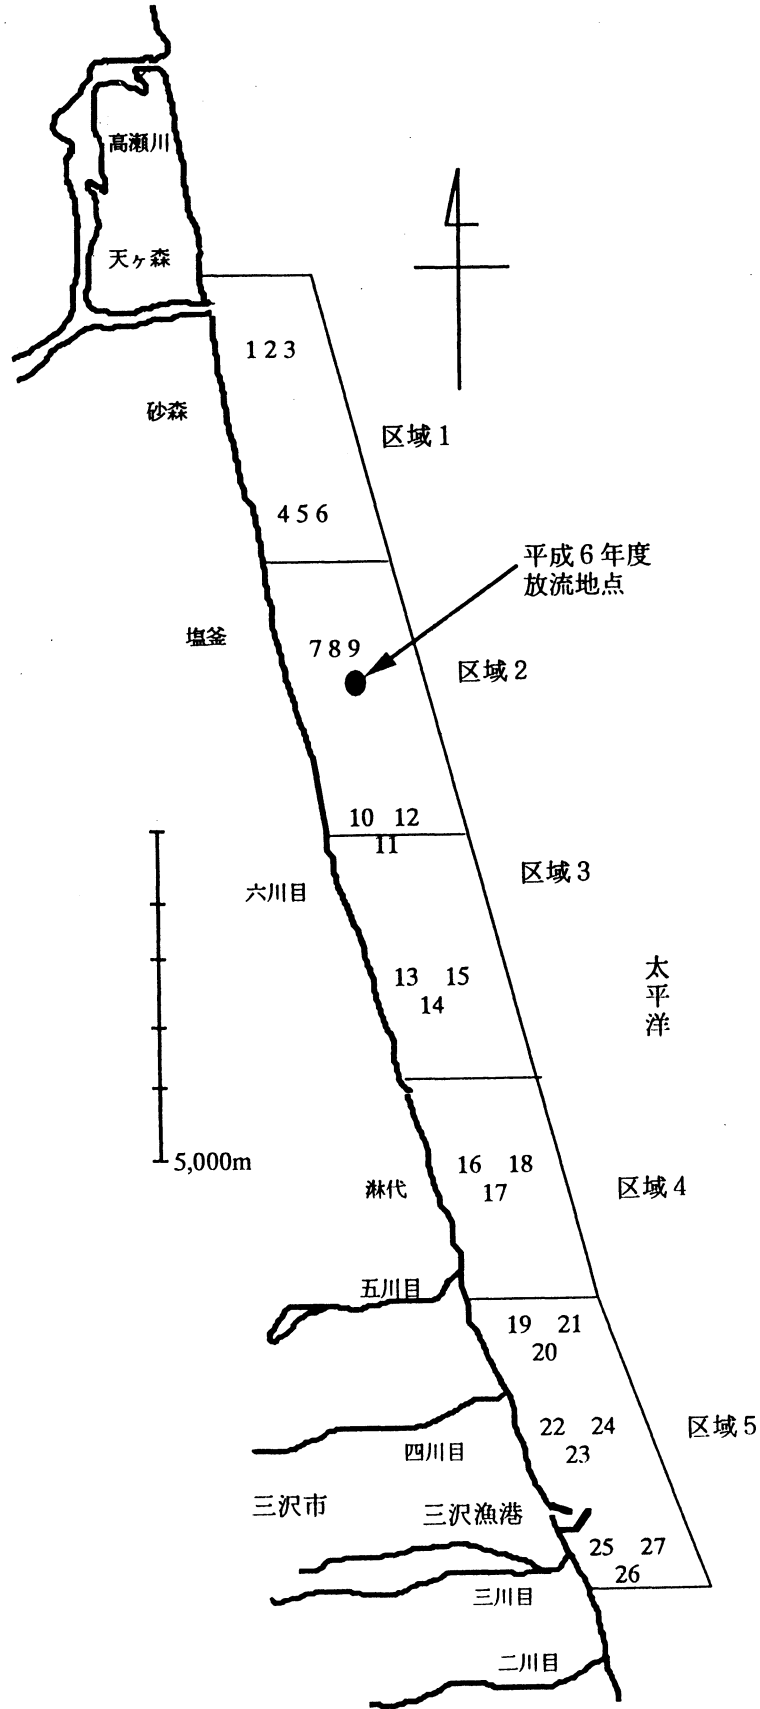 高瀬川
天ヶ森
1 2 3
砂森
区域1
4 5 6
平成6年度
放流地点
塩釜
7 8 9
区域2
10 12
11
六川目
区域3
太平洋
13 15
14
5,000m
16 18
17
淋代
区域4
五川目
19 21
20
22 24
23
区域5
四川目
三沢市
三沢漁港
25 27
26
三川目
二川目